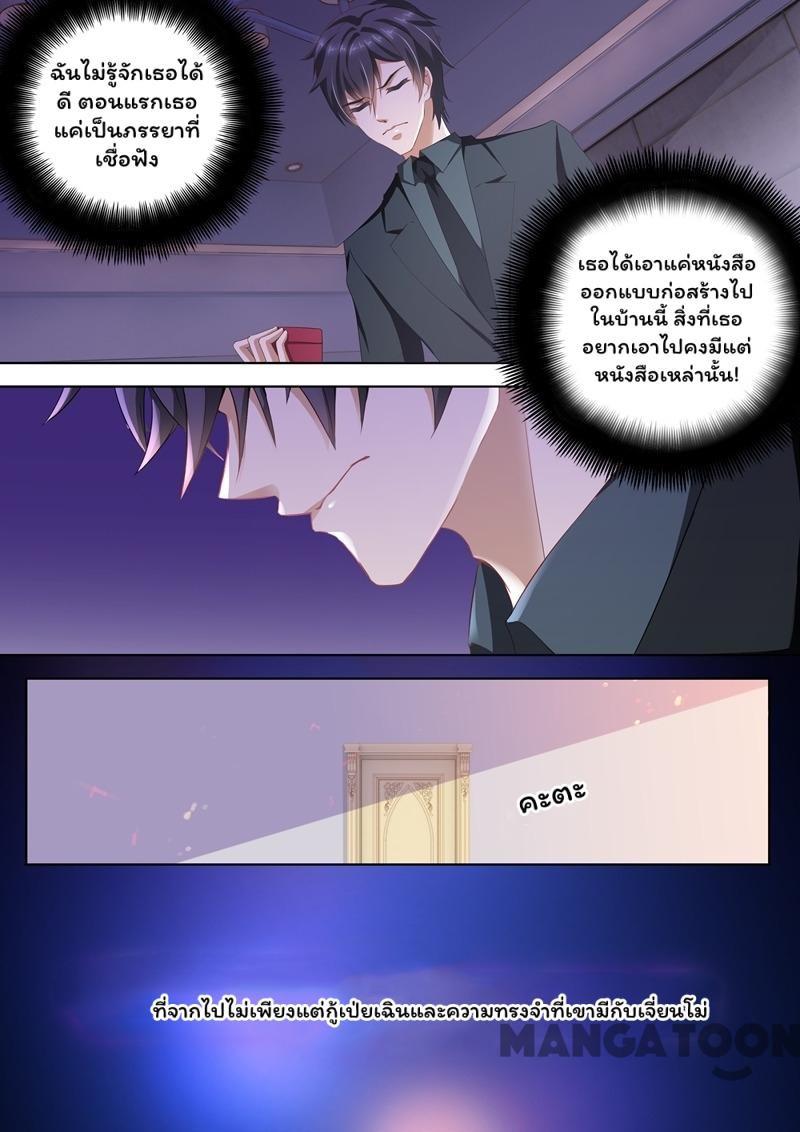 ฉันไม่รู้จักเธอได้
ดี ตอนแรกเธอ
แค่เป็นภรรยาที่
เชื่อฟัง
เธอได้เอาแค่หนังสือ
ออกแบบก่อสร้างไป
ในบ้านนี้ สิ่งที่เธอ
อยากเอาไปคงมีแต่
หนังสือเหล่านั้น!
คะตะ
ที่จากไปไม่เพียงแต่กู้เป่ยเฉินและความทรงจำที่เขามีกับเจี่ยนโม่
MANGATOON